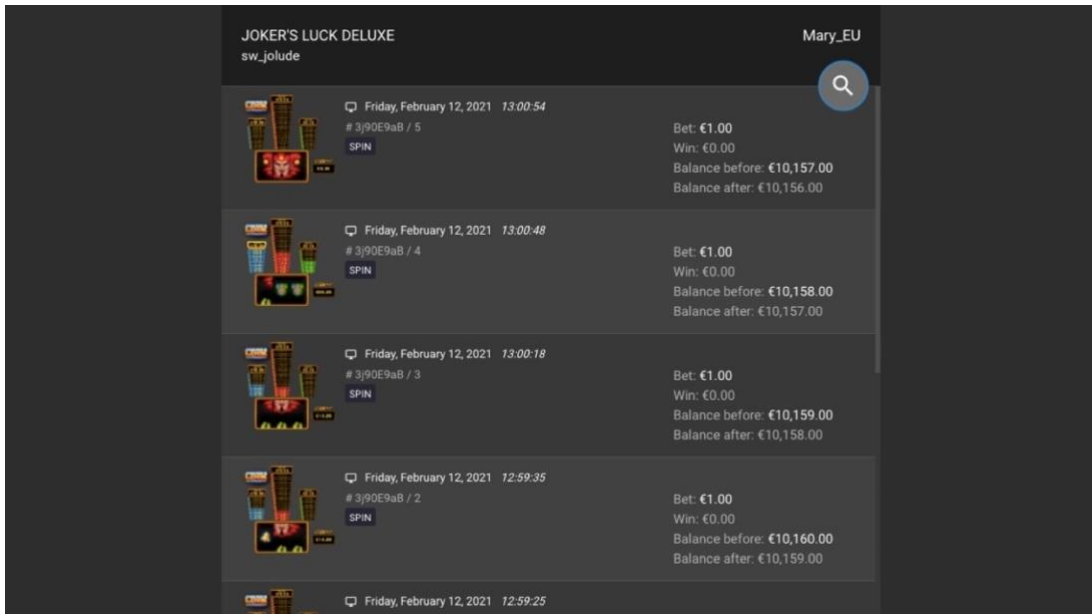 JOKER'S LUCK DELUXE
Mary_EU
sw_jolude
Friday, February 12, 2021 13:00:54
# 3j90E9aB / 5
SPIN
Bet: €1.00
Win: €0.00
Balance before: €10,157.00
Balance after: €10,156.00
Friday, February 12, 2021 13:00:48
# 3j90E9aB / 4
SPIN
Bet: €1.00
Win: €0.00
Balance before: €10,158.00
Balance after: €10,157.00
Friday, February 12, 2021 13:00:18
# 3j90E9aB / 3
SPIN
Bet: €1.00
Win: €0.00
Balance before: €10,159.00
Balance after: €10,158.00
Friday, February 12, 2021 12:59:35
# 3j90E9aB / 2
SPIN
Bet: €1.00
Win: €0.00
Balance before: €10,160.00
Balance after: €10,159.00
Friday, February 12, 2021 12:59:25